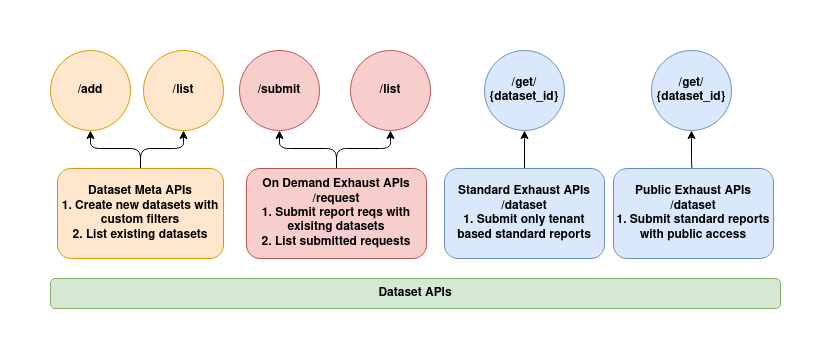 /add
/list
/submit
/list
/get/
{dataset_id}
/get/
{dataset_id}
Dataset Meta APIs
1. Create new datasets with
custom filters
2. List existing datasets
On Demand Exhaust APIs
/request
1. Submit report reqs with
exisitng datasets
2. List submitted requests
Standard Exhaust APIs
/dataset
1. Submit only tenant
based standard reports
Public Exhaust APIs
/dataset
1. Submit standard reports
with public access
Dataset APIs